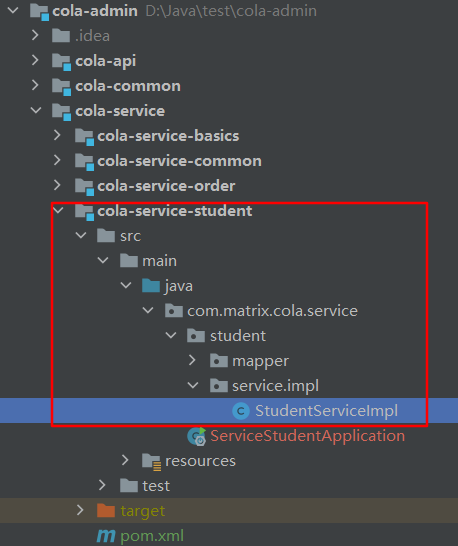 cola-admin D:\Java\test\cola-admin
.idea
cola-api
cola-common
cola-service
cola-service-basics
cola-service-common
cola-service-order
cola-service-student
src
main
java
com.matrix.cola.service
student
mapper
service.impl
StudentServiceImpl
ServiceStudentApplication
resources
test
target
pom.xml